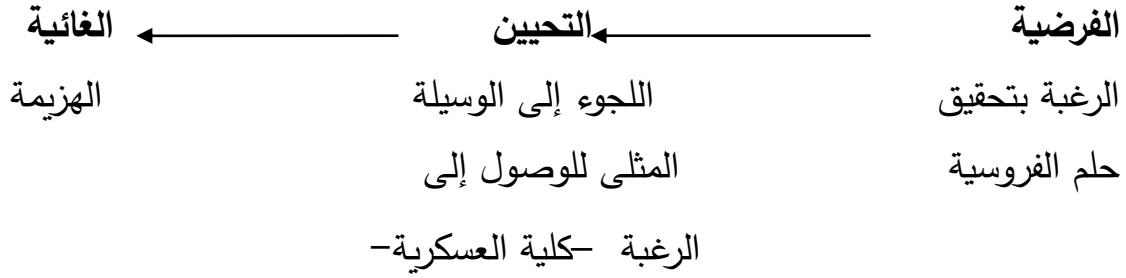 الفرضية التحيين الغائية
الرغبة بتحقيق اللجوء إلى الوسيلة الهزيمة
حلم الفروسية المثلى للوصول إلى
الرغبة –كلية العسكرية–